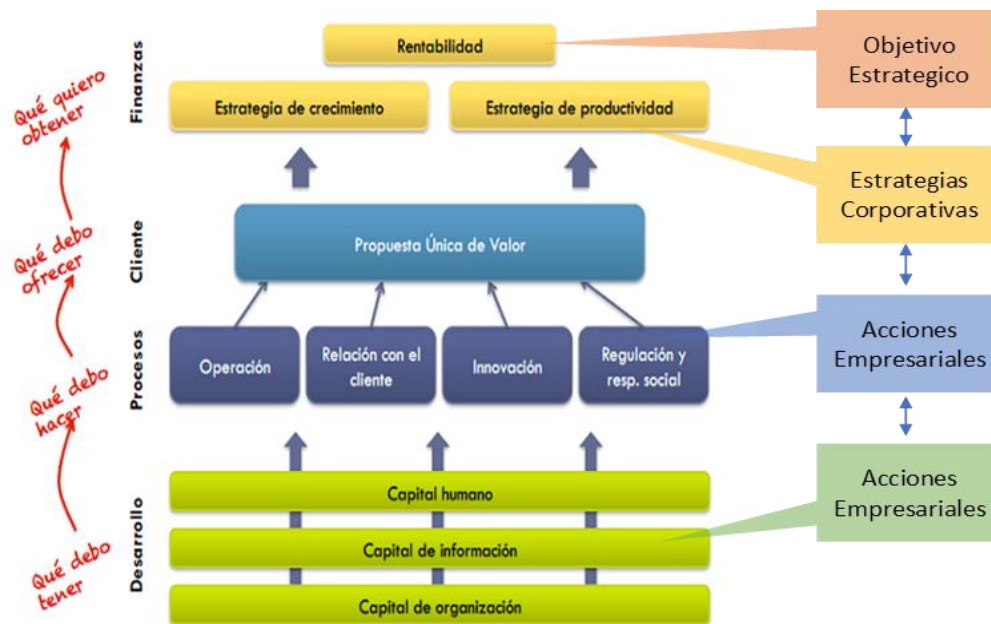 Qué quiero
obtener
Finanzas
Rentabilidad
Estrategia de crecimiento
Estrategia de productividad
Objetivo
Estrategico
Qué debo
ofrecer
Cliente
Propuesta Única de Valor
Estrategias
Corporativas
Qué debo
hacer
Procesos
Operación
Relación con el
cliente
Innovación
Regulación y
resp. social
Acciones
Empresariales
Qué debo
tener
Desarrollo
Capital humano
Capital de información
Capital de organización
Acciones
Empresariales